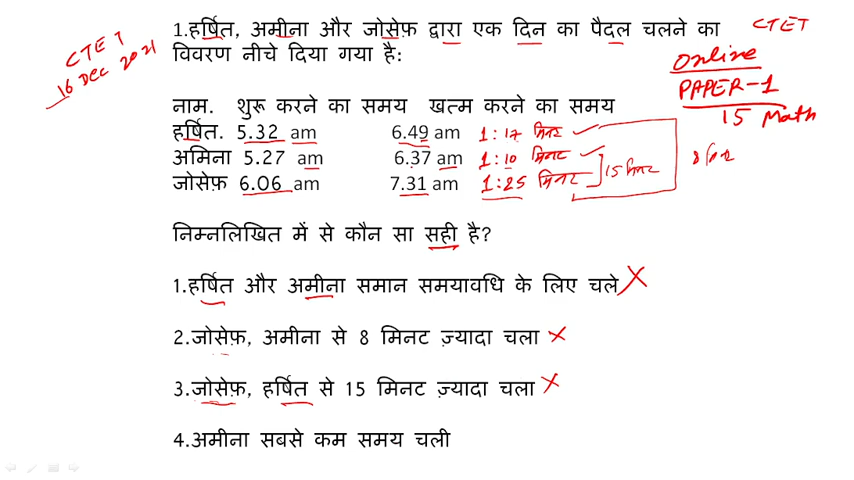 1.हर्षित, अमीना और जोसेफ़ द्वारा एक दिन का पैदल चलने का
विवरण नीचे दिया गया है:
CTET
16 Dec 2021
CTET
Online
PAPER-1
15 Math
नाम. शुरू करने का समय खत्म करने का समय
हर्षित. 5.32 am 6.49 am 1:17 मिनट
अमिना 5.27 am 6.37 am 1:10 मिनट
जोसेफ़ 6.06 am 7.31 am 1:25 मिनट
15 मिनट
8 मिनट
निम्नलिखित में से कौन सा सही है?
1.हर्षित और अमीना समान समयावधि के लिए चले
2.जोसेफ़, अमीना से 8 मिनट ज़्यादा चला
3.जोसेफ़, हर्षित से 15 मिनट ज़्यादा चला
4.अमीना सबसे कम समय चली